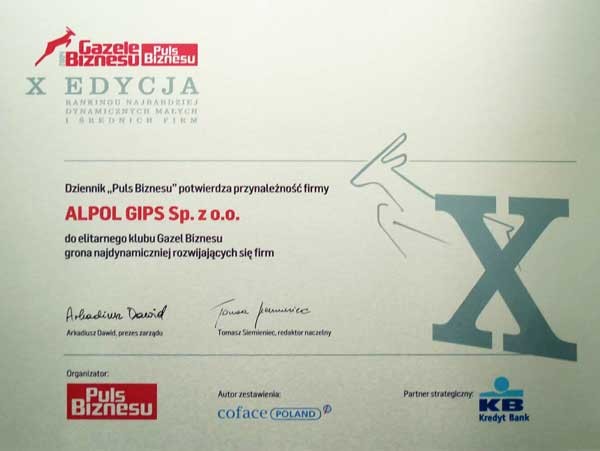 Gazele
Biznesu
Puls
Biznesu
X EDYCJA
RANKINGU NAJBARDZIEJ
DYNAMICZNYCH MAŁYCH
I ŚREDNICH FIRM
Dziennik „Puls Biznesu” potwierdza przynależność firmy
ALPOL GIPS Sp. z o.o.
do elitarnego klubu Gazel Biznesu
grona najdynamiczniej rozwijających się firm
X
Arkadiusz Dawid
Arkadiusz Dawid, prezes zarządu
Tomasz Siemieniec, redaktor naczelny
Organizator:
Puls
Biznesu
Autor zestawienia:
coface POLAND
Partner strategiczny:
KB
Kredyt Bank